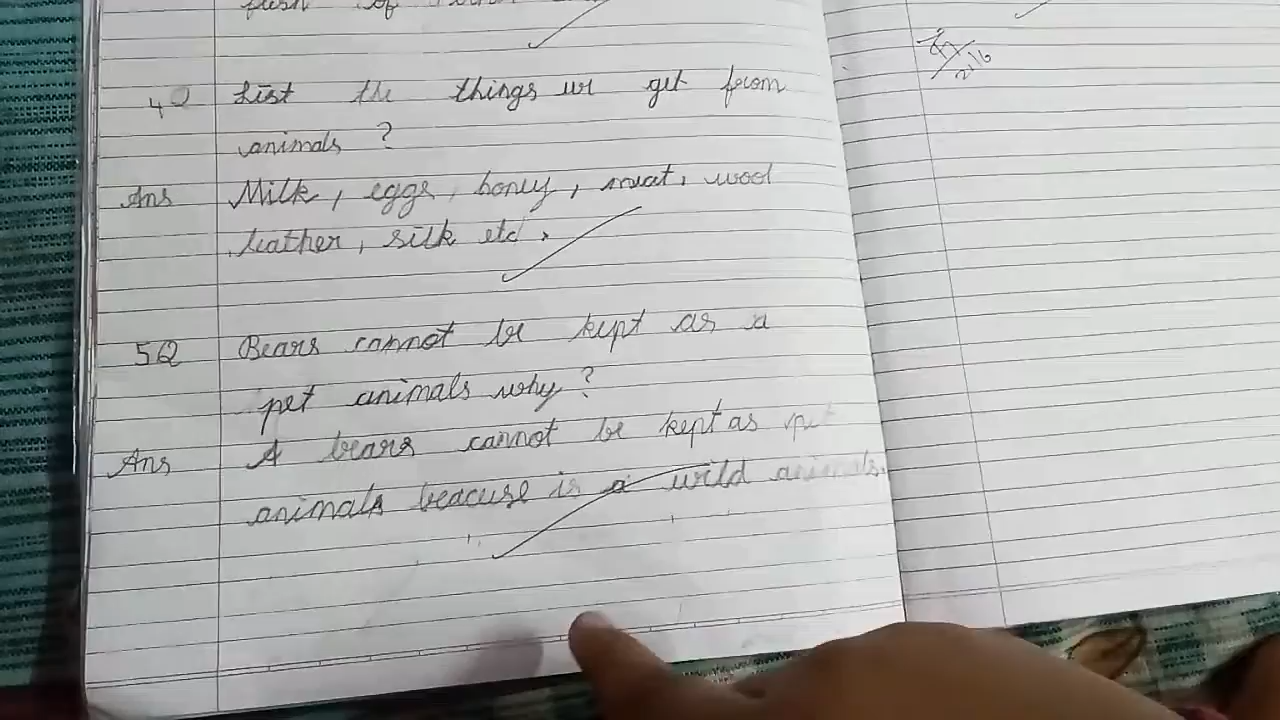 of
4Q List the things we get from
animals ?
Ans Milk, eggs, honey, meat, wool
leather, silk etc.
5Q Bears cannot be kept as a
pet animals why ?
Ans A bears cannot be kept as pet
animals beacuse is a wild animals.